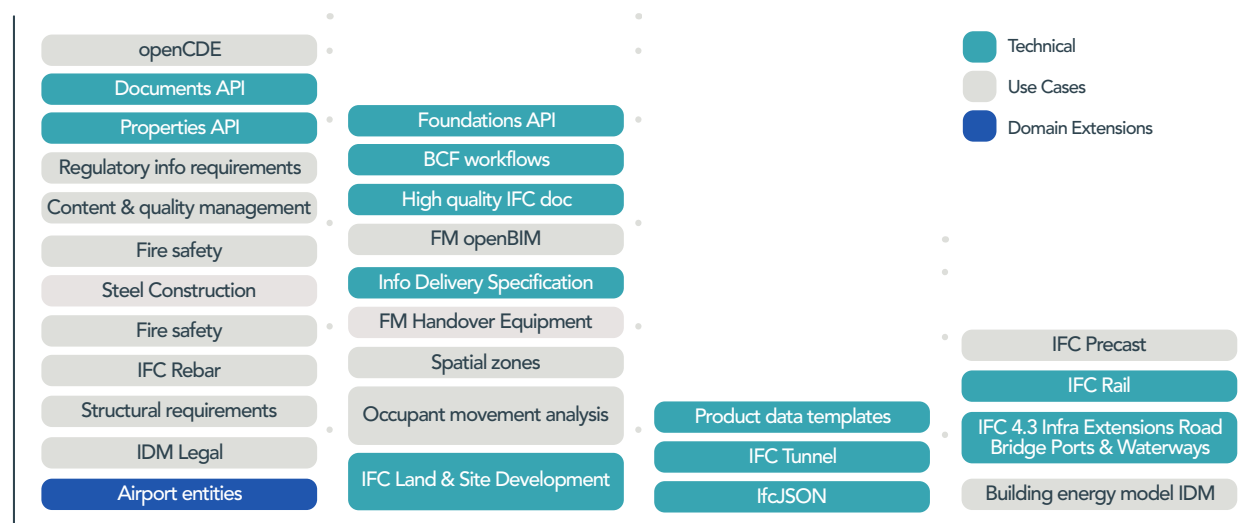 openCDE
Documents API
Properties API
Regulatory info requirements
Content & quality management
Fire safety
Steel Construction
Fire safety
IFC Rebar
Structural requirements
IDM Legal
Airport entities
Foundations API
BCF workflows
High quality IFC doc
FM openBIM
Info Delivery Specification
FM Handover Equipment
Spatial zones
Occupant movement analysis
IFC Land & Site Development
Product data templates
IFC Tunnel
IfcJSON
Technical
Use Cases
Domain Extensions
IFC Precast
IFC Rail
IFC 4.3 Infra Extensions Road
Bridge Ports & Waterways
Building energy model IDM